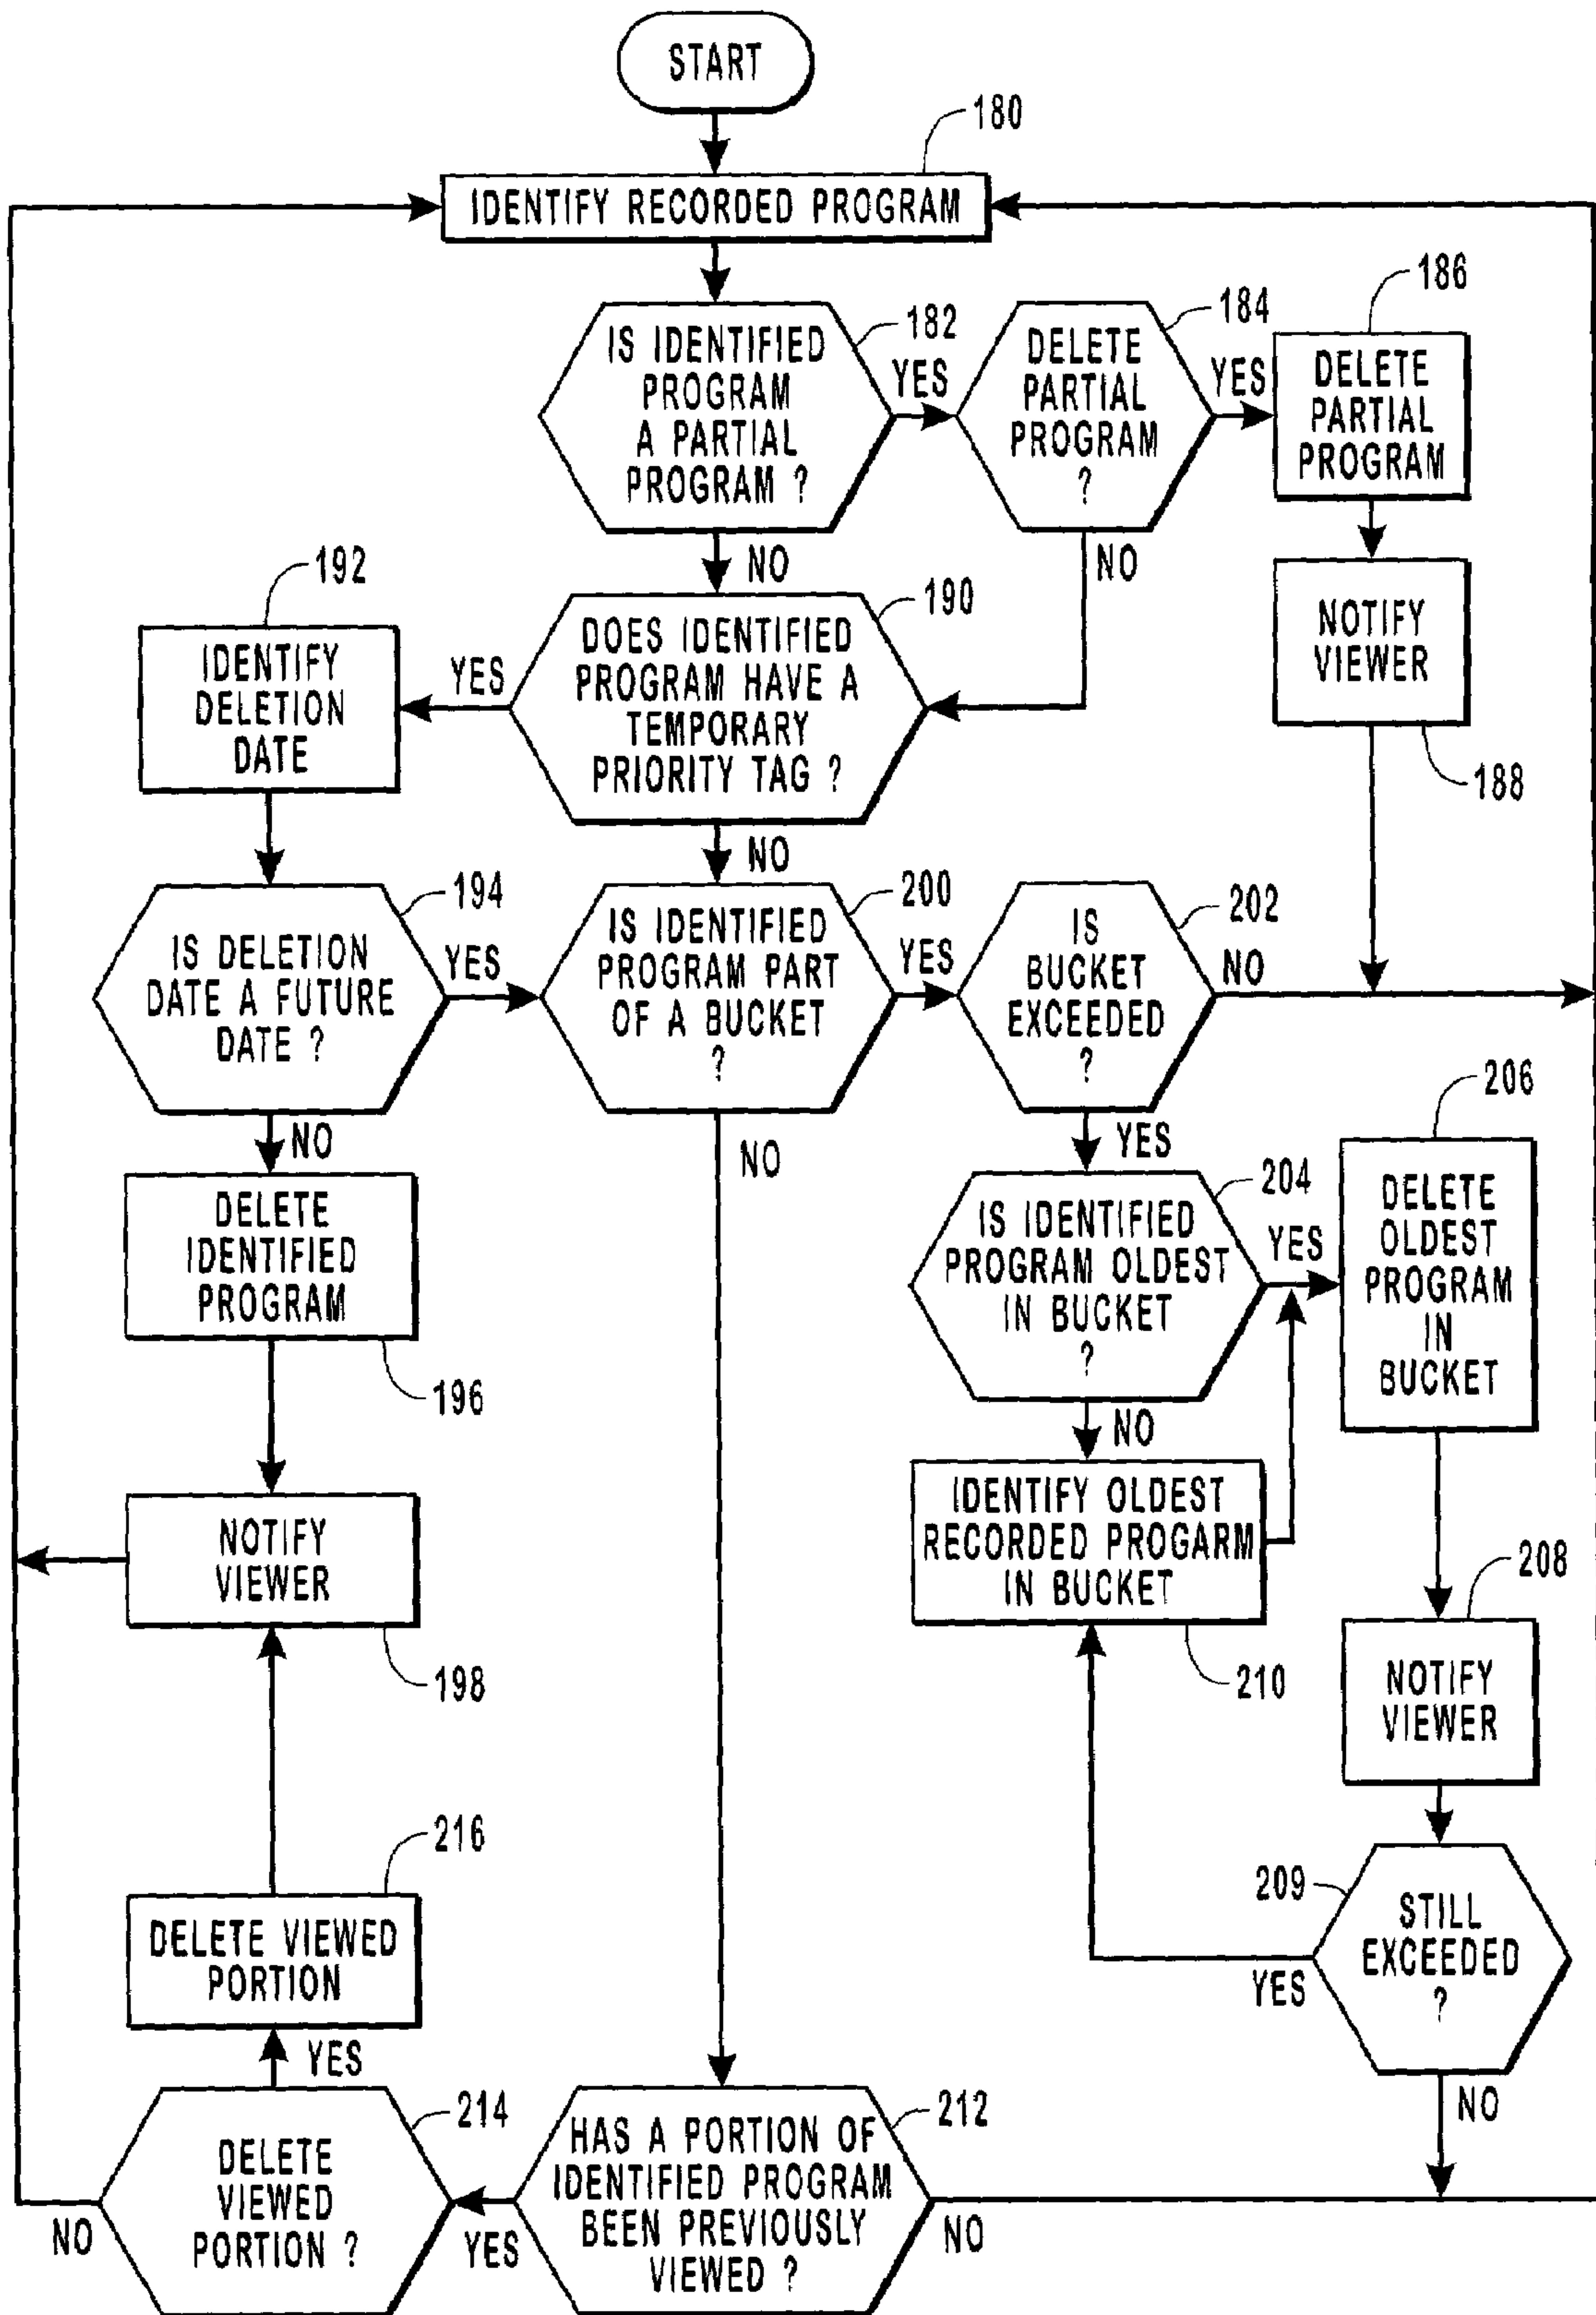 START
180
IDENTIFY RECORDED PROGRAM
186
182
184
IS IDENTIFIED
PROGRAM
A PARTIAL
PROGRAM ?
YES
DELETE
PARTIAL
PROGRAM
?
YES
DELETE
PARTIAL
PROGRAM
NO
NO
192
190
NOTIFY
VIEWER
188
IDENTIFY
DELETION
DATE
YES
DOES IDENTIFIED
PROGRAM HAVE A
TEMPORARY
PRIORITY TAG ?
NO
194
200
202
IS DELETION
DATE A FUTURE
DATE ?
YES
IS IDENTIFIED
PROGRAM PART
OF A BUCKET
?
YES
IS
BUCKET
EXCEEDED
?
NO
NO
NO
YES
206
204
DELETE
IDENTIFIED
PROGRAM
196
IS IDENTIFIED
PROGRAM OLDEST
IN BUCKET
?
YES
DELETE
OLDEST
PROGRAM
IN
BUCKET
NO
NOTIFY
VIEWER
198
IDENTIFY OLDEST
RECORDED PROGARM
IN BUCKET
210
208
NOTIFY
VIEWER
216
DELETE VIEWED
PORTION
209
STILL
EXCEEDED
?
YES
YES
NO
214
212
DELETE
VIEWED
PORTION ?
NO
YES
HAS A PORTION OF
IDENTIFIED PROGRAM
BEEN PREVIOUSLY
VIEWED ?
NO